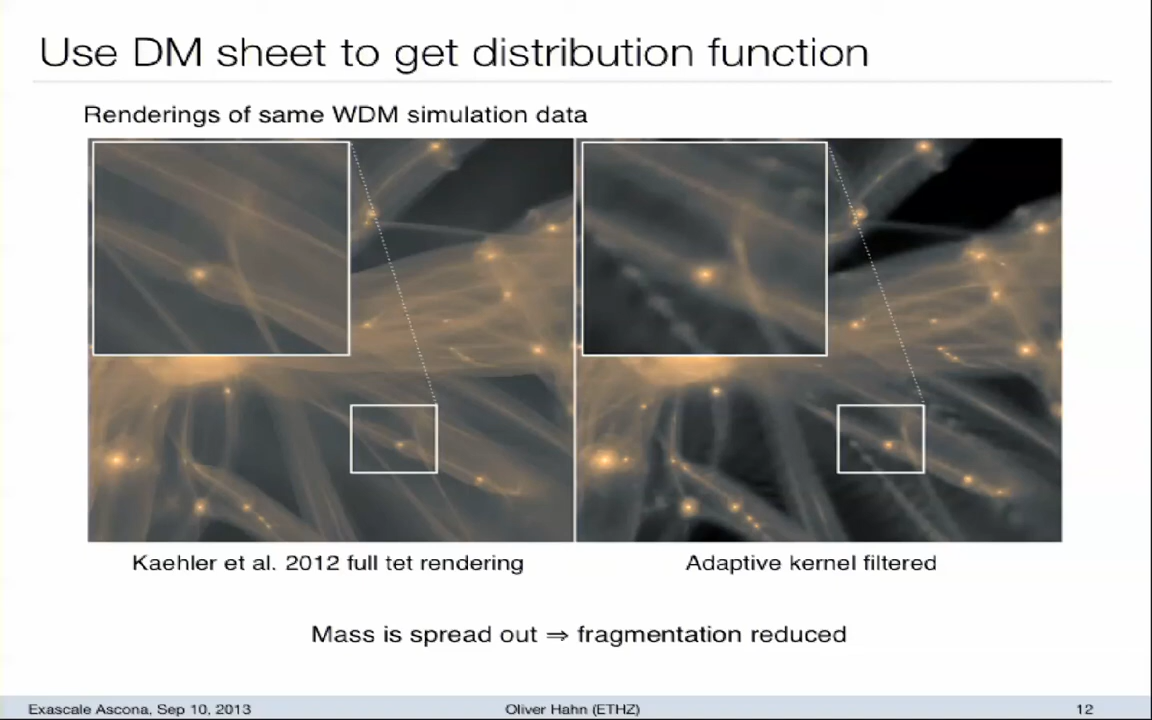 Use DM sheet to get distribution function
Renderings of same WDM simulation data
Kaehler et al. 2012 full tet rendering
Adaptive kernel filtered
Mass is spread out ⇒ fragmentation reduced
Exascale Ascona, Sep 10, 2013
Oliver Hahn (ETHZ)
12